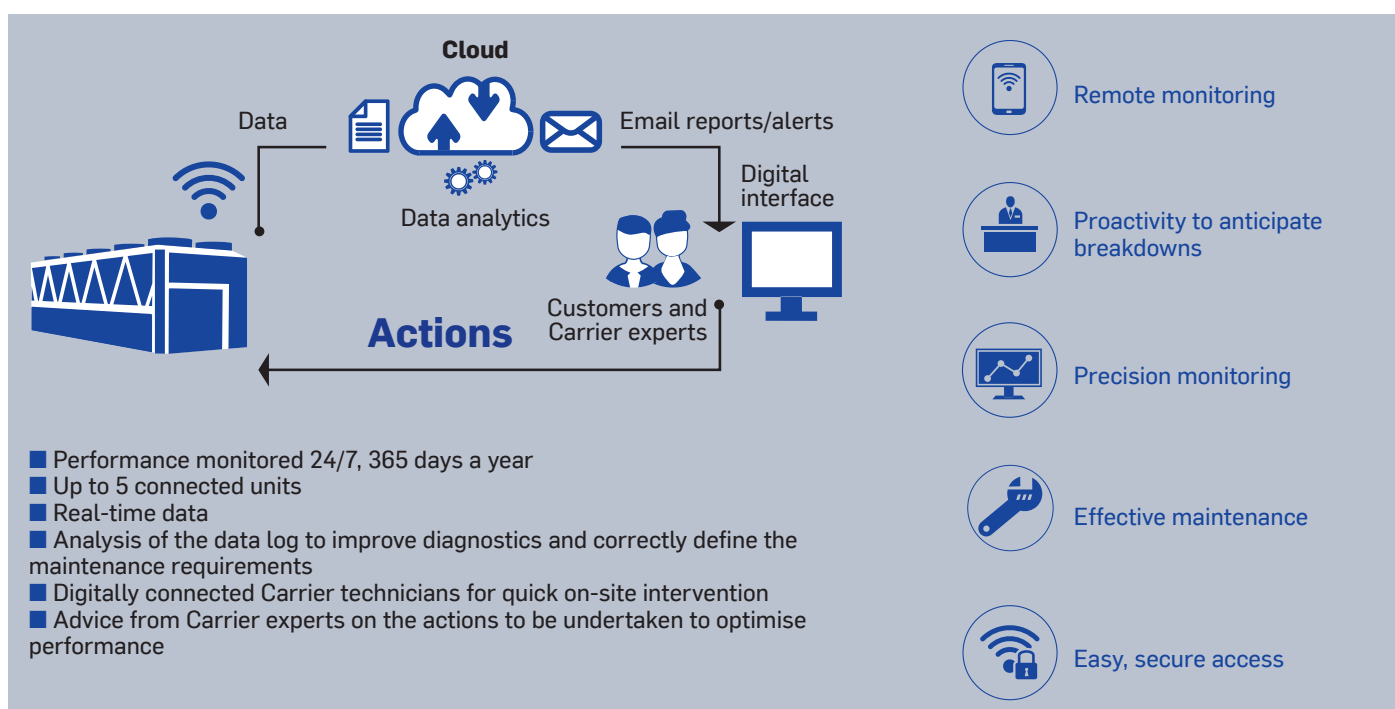 Cloud
Data
Email reports/alerts
Data analytics
Digital
interface
Customers and
Carrier experts
Actions
■ Performance monitored 24/7, 365 days a year
■ Up to 5 connected units
■ Real-time data
■ Analysis of the data log to improve diagnostics and correctly define the
maintenance requirements
■ Digitally connected Carrier technicians for quick on-site intervention
■ Advice from Carrier experts on the actions to be undertaken to optimise
performance
Remote monitoring
Proactivity to anticipate
breakdowns
Precision monitoring
Effective maintenance
Easy, secure access